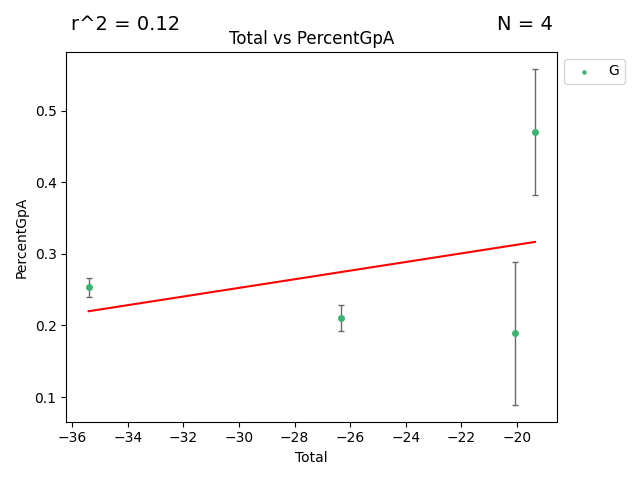 r^2 = 0.12
N = 4
Total vs PercentGpA
G
0.5
0.4
0.3
0.2
0.1
PercentGpA
−36 −34 −32 −30 −28 −26 −24 −22 −20
Total